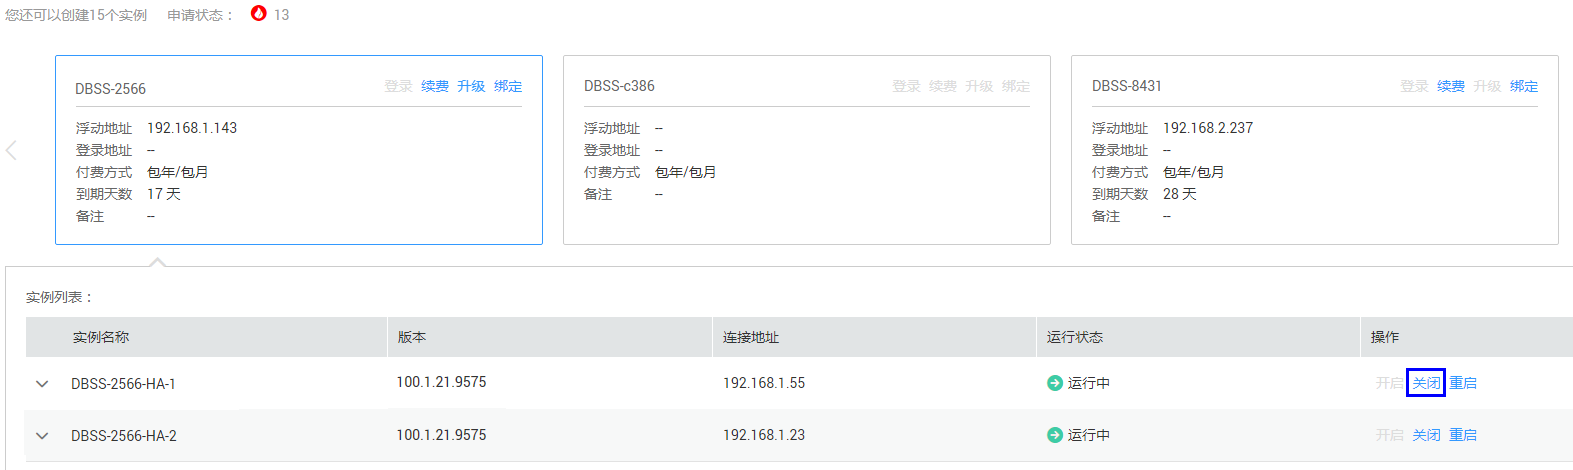 您还可以创建15个实例 申请状态： 13
DBSS-2566 登录 续费 升级 绑定
浮动地址 192.168.1.143
登录地址 --
付费方式 包年/包月
到期天数 17 天
备注 --
DBSS-c386 登录 续费 升级 绑定
浮动地址 --
登录地址 --
付费方式 包年/包月
备注 --
DBSS-8431 登录 续费 升级 绑定
浮动地址 192.168.2.237
登录地址 --
付费方式 包年/包月
到期天数 28 天
备注 --
实例列表：
实例名称 版本 连接地址 运行状态 操作
DBSS-2566-HA-1 100.1.21.9575 192.168.1.55 运行中 开启 关闭 重启
DBSS-2566-HA-2 100.1.21.9575 192.168.1.23 运行中 开启 关闭 重启